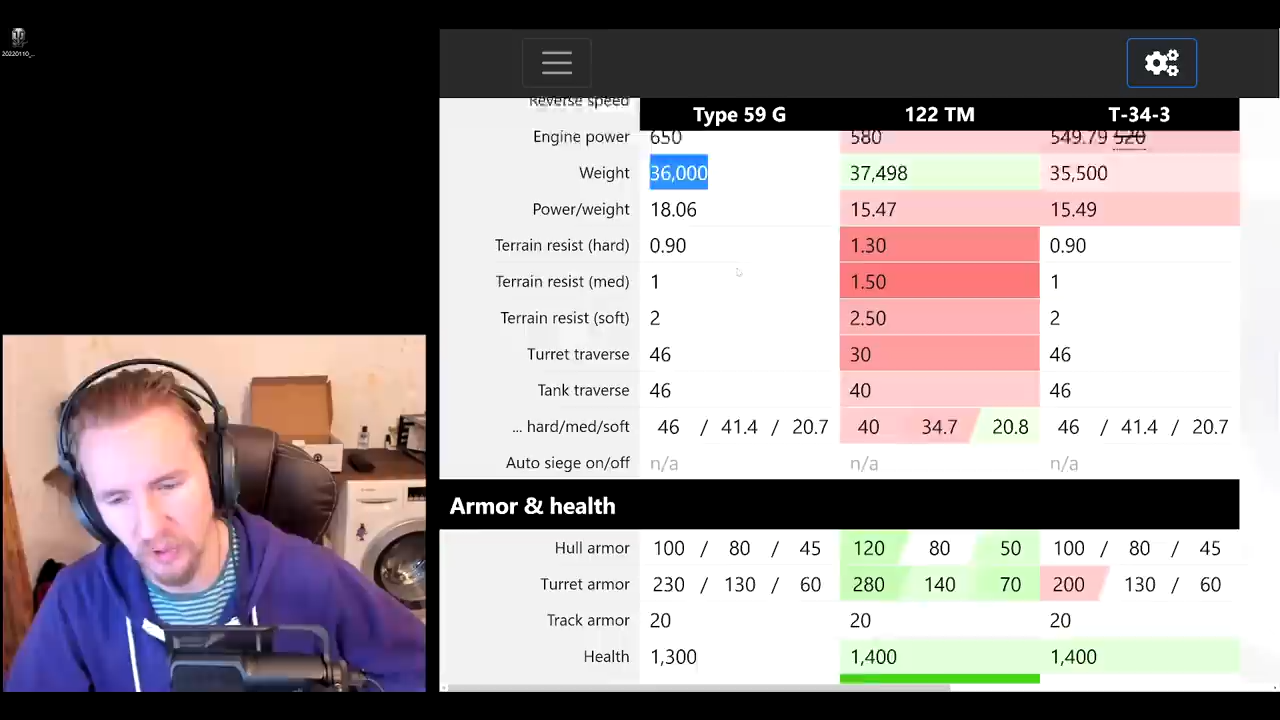 20220110_...
Type 59 G 122 TM T-34-3
Reverse speed
Engine power 650 580 549.79 520
Weight 36,000 37,498 35,500
Power/weight 18.06 15.47 15.49
Terrain resist (hard) 0.90 1.30 0.90
Terrain resist (med) 1 1.50 1
Terrain resist (soft) 2 2.50 2
Turret traverse 46 30 46
Tank traverse 46 40 46
... hard/med/soft 46 / 41.4 / 20.7 40 34.7 20.8 46 / 41.4 / 20.7
Auto siege on/off n/a n/a n/a
Armor & health
Hull armor 100 / 80 / 45 120 80 50 100 / 80 / 45
Turret armor 230 / 130 / 60 280 140 70 200 130 / 60
Track armor 20 20 20
Health 1,300 1,400 1,400